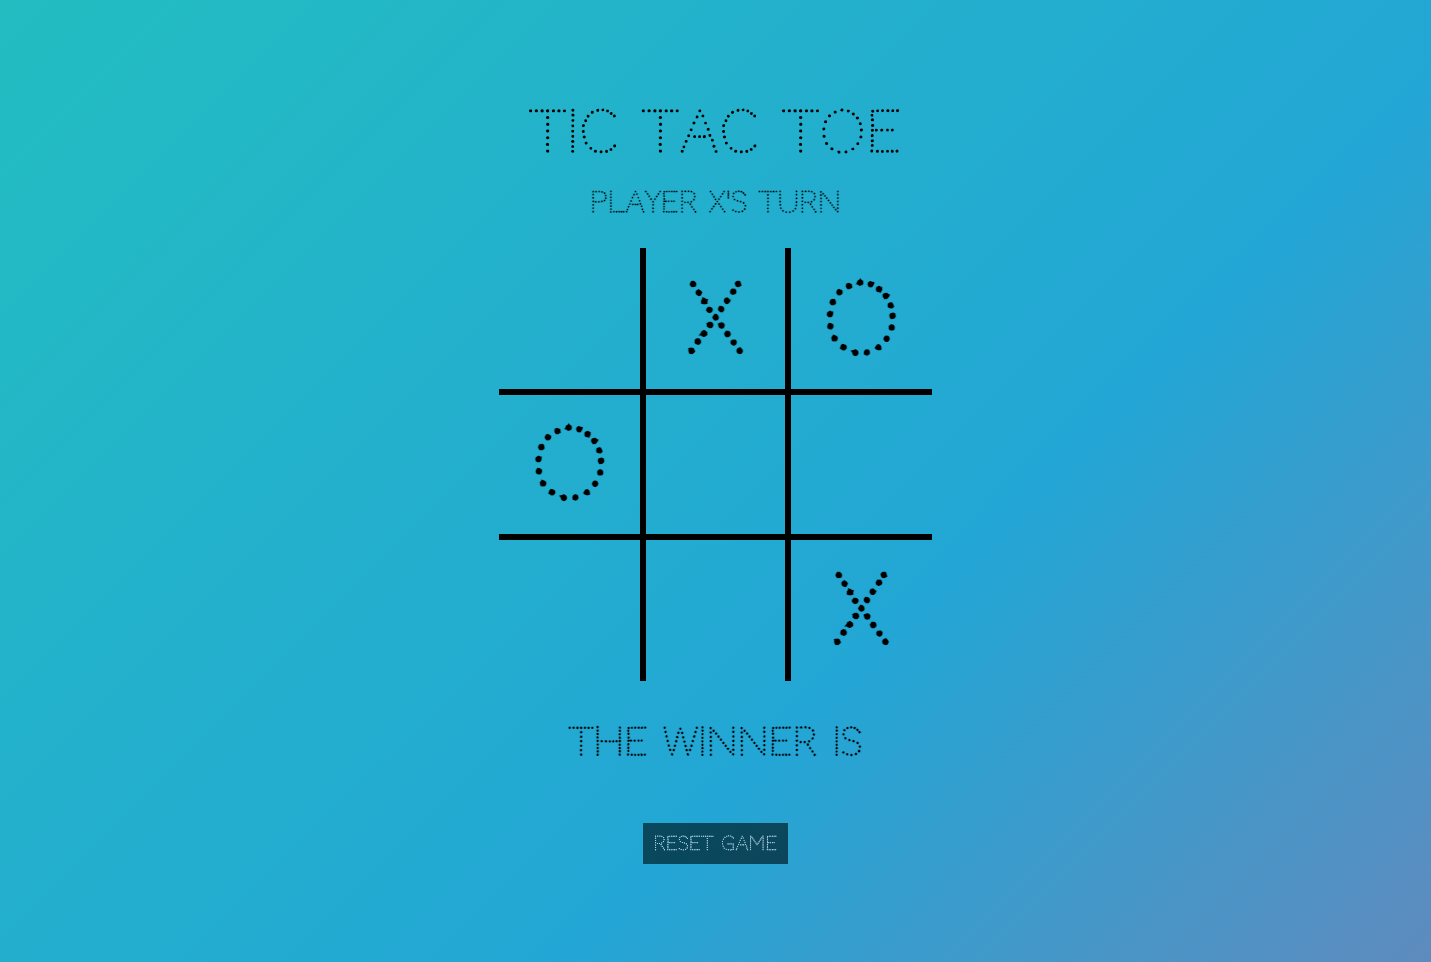 TIC TAC TOE
PLAYER X'S TURN
X O
O
X
THE WINNER IS
RESET GAME